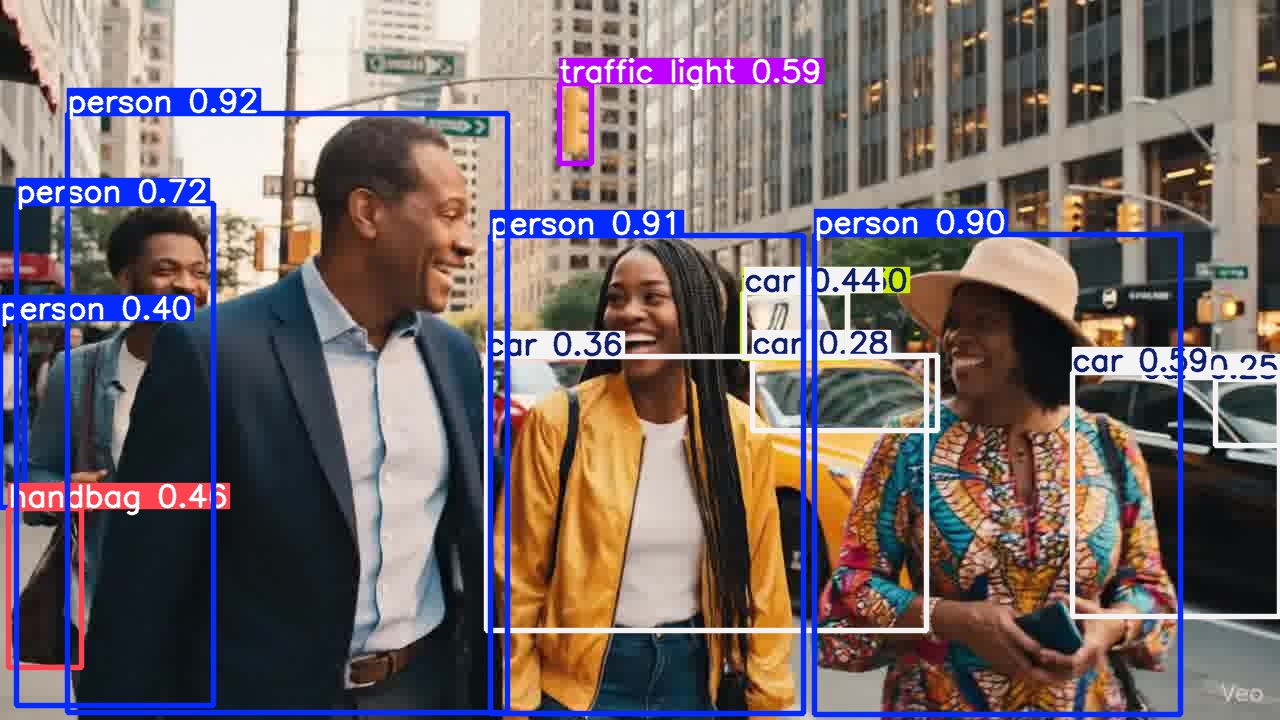 traffic light 0.59
person 0.92
person 0.72
person 0.91
person 0.90
car 0.44
person 0.40
car 0.36
car 0.28
car 0.59
0.25
handbag 0.46
Veo